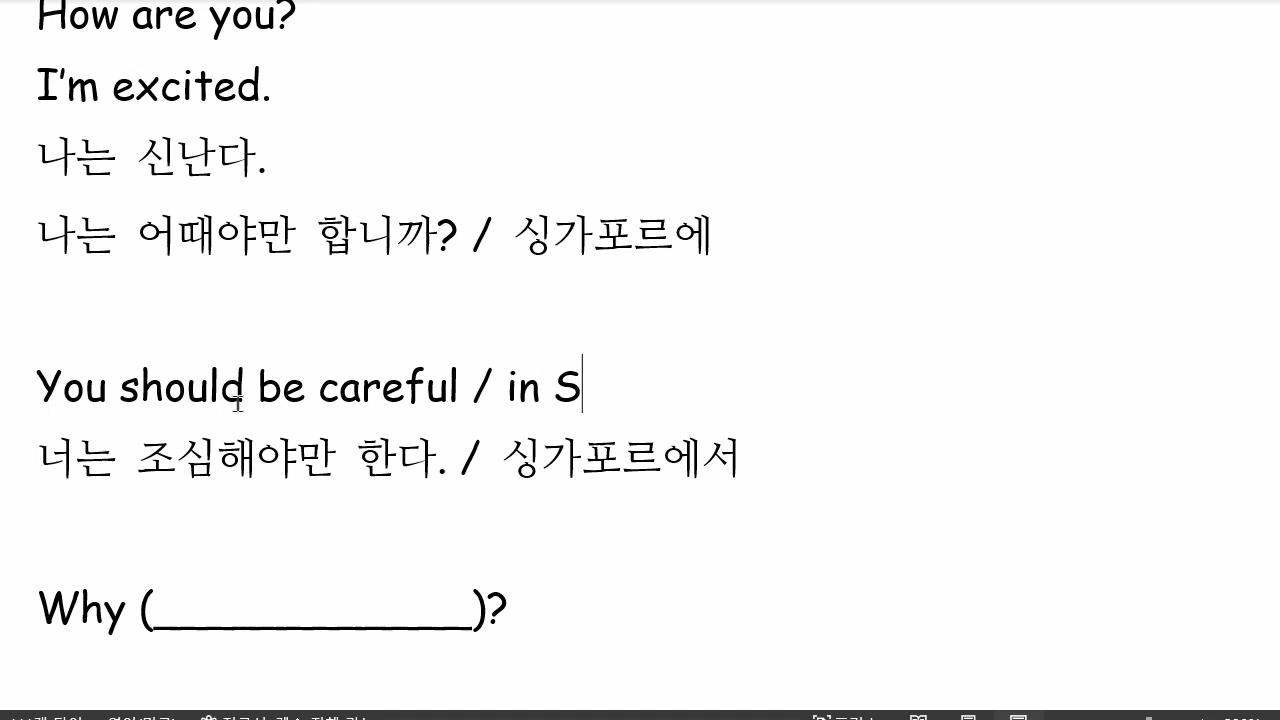 How are you?
I'm excited.
나는 신난다.
나는 어때야만 합니까? / 싱가포르에
You should be careful / in S
너는 조심해야만 한다. / 싱가포르에서
Why (____________)?